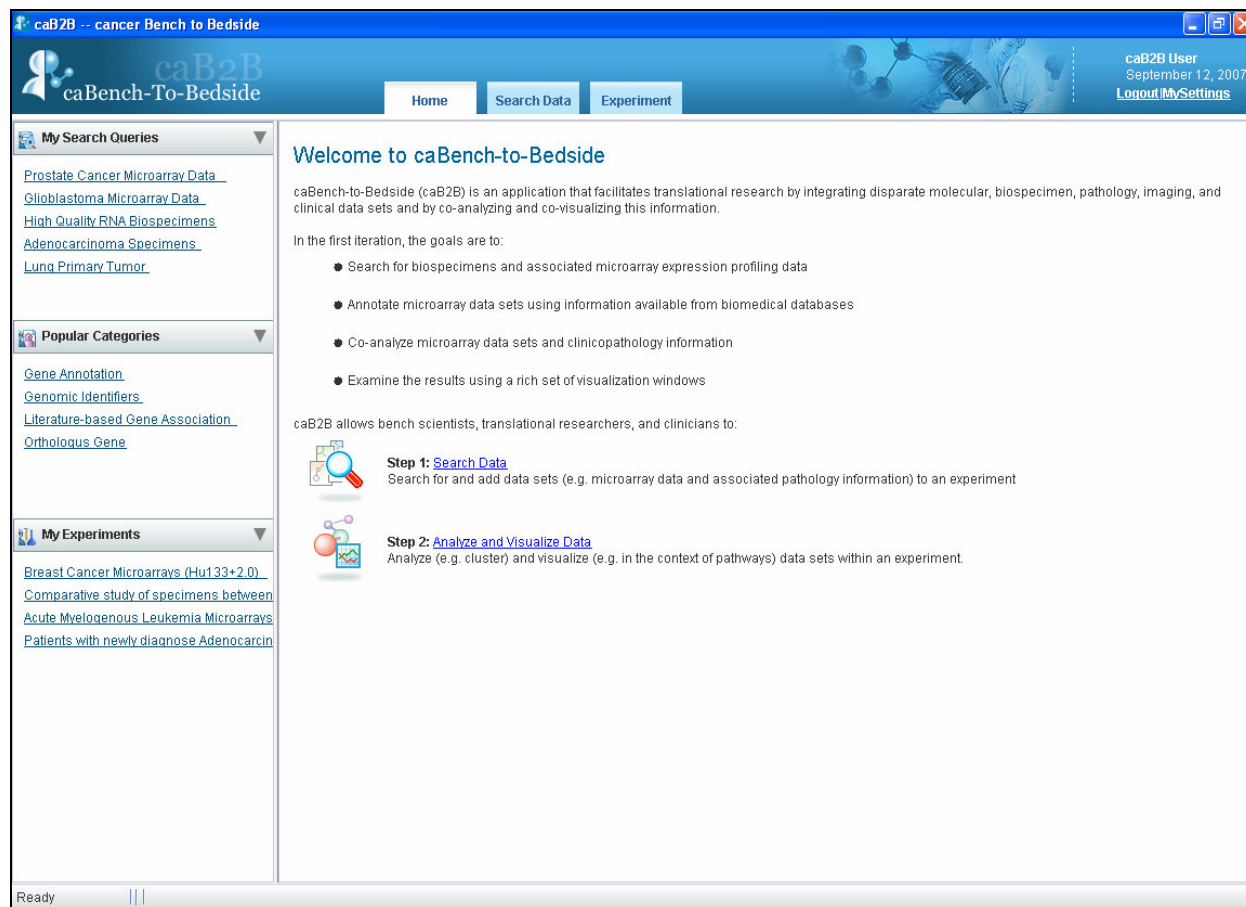 caB2B -- cancer Bench to Bedside
caB2B
caBench-To-Bedside
Home
Search Data
Experiment
caB2B User
September 12, 2007
Logout|MySettings
My Search Queries
Prostate Cancer Microarray Data
Glioblastoma Microarray Data
High Quality RNA Biospecimens
Adenocarcinoma Specimens
Lung Primary Tumor
Popular Categories
Gene Annotation
Genomic Identifiers
Literature-based Gene Association
Orthologus Gene
My Experiments
Breast Cancer Microarrays (Hu133+2.0)
Comparative study of specimens between
Acute Myelogenous Leukemia Microarrays
Patients with newly diagnose Adenocarcin
Welcome to caBench-to-Bedside
caBench-to-Bedside (caB2B) is an application that facilitates translational research by integrating disparate molecular, biospecimen, pathology, imaging, and
clinical data sets and by co-analyzing and co-visualizing this information.
In the first iteration, the goals are to:
Search for biospecimens and associated microarray expression profiling data
Annotate microarray data sets using information available from biomedical databases
Co-analyze microarray data sets and clinicopathology information
Examine the results using a rich set of visualization windows
caB2B allows bench scientists, translational researchers, and clinicians to:
Step 1: Search Data
Search for and add data sets (e.g. microarray data and associated pathology information) to an experiment
Step 2: Analyze and Visualize Data
Analyze (e.g. cluster) and visualize (e.g. in the context of pathways) data sets within an experiment.
Ready